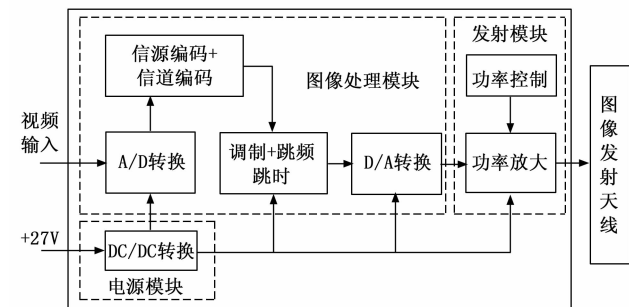 信源编码+
信道编码
图像处理模块
发射模块
功率控制
视频
输入
A/D转换
调制+跳频
跳时
D/A转换
功率放大
图
像
发
射
天
线
+27V
DC/DC转换
电源模块